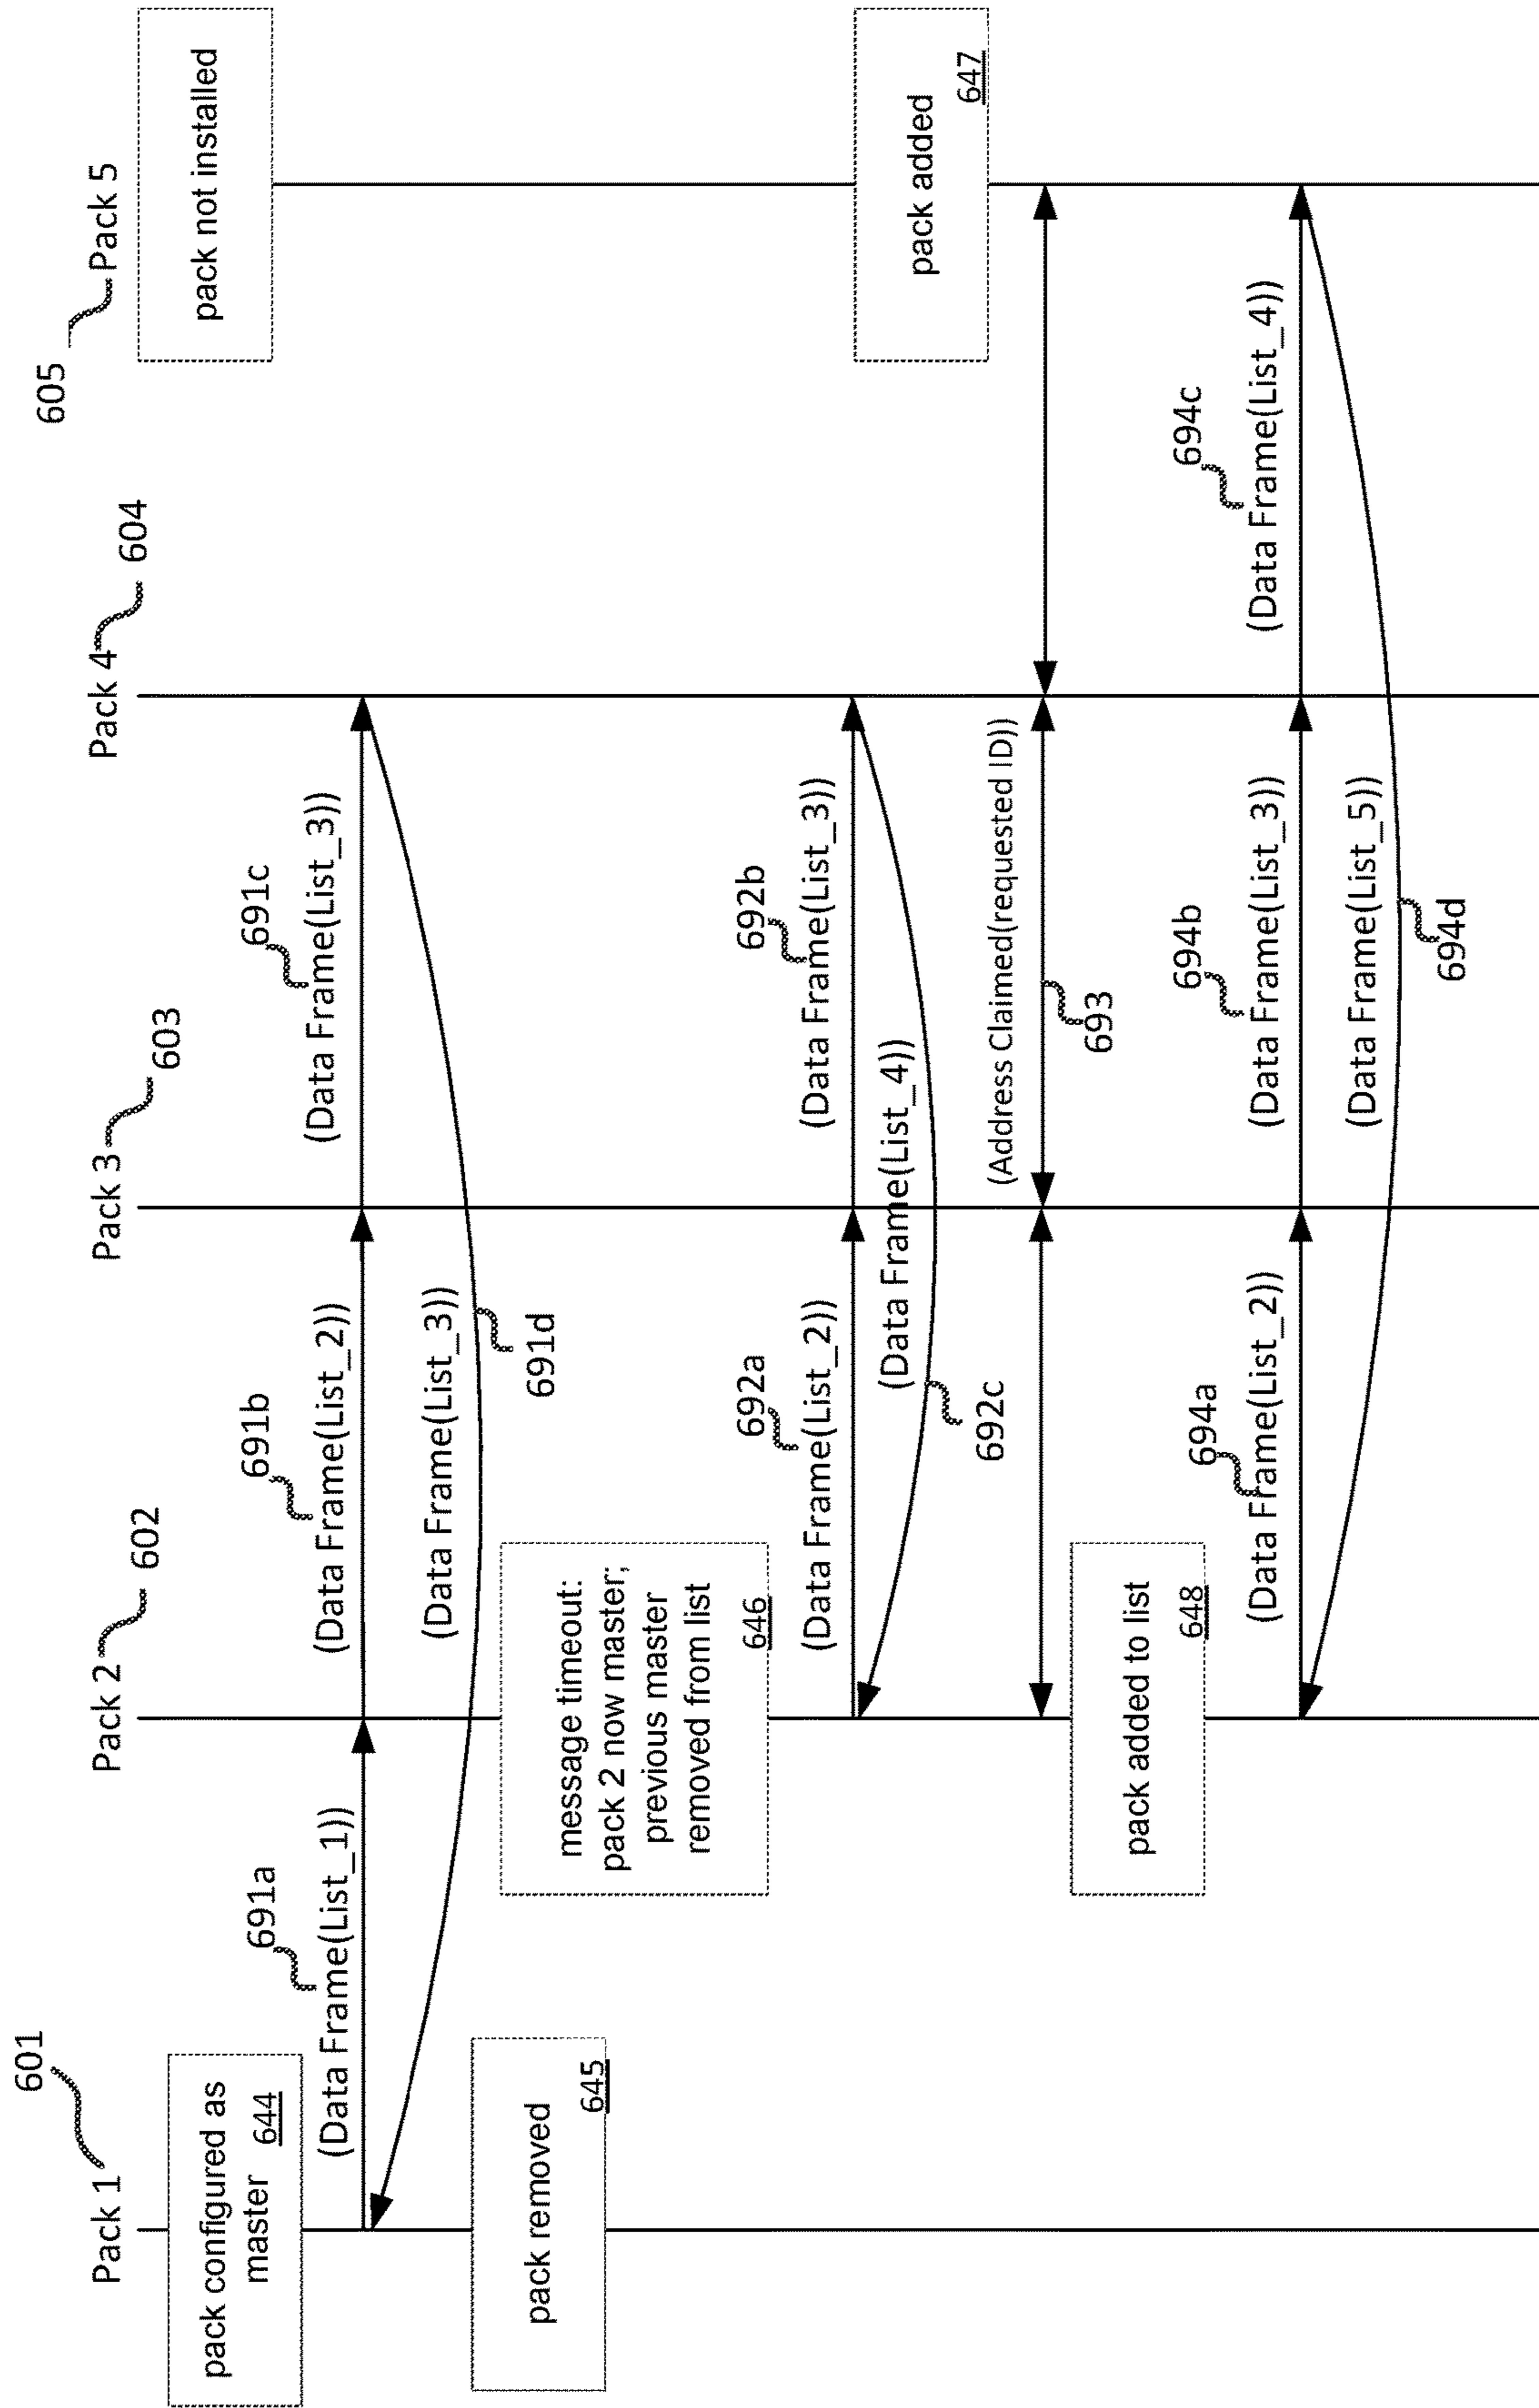 601
Pack 1
Pack 2
602
Pack 3
603
Pack 4
604
605
Pack 5
pack configured as
master 644
pack not installed
691a
(Data Frame(List_1))
691b
(Data Frame(List_2))
691c
(Data Frame(List_3))
(Data Frame(List_3))
691d
pack removed
645
message timeout:
pack 2 now master;
previous master
removed from list
646
692a
(Data Frame(List_2))
692b
(Data Frame(List_3))
(Data Frame(List_4))
692c
pack added
647
(Address Claimed(requested ID))
693
pack added to list
648
694a
(Data Frame(List_2))
694b
(Data Frame(List_3))
694c
(Data Frame(List_4))
(Data Frame(List_5))
694d